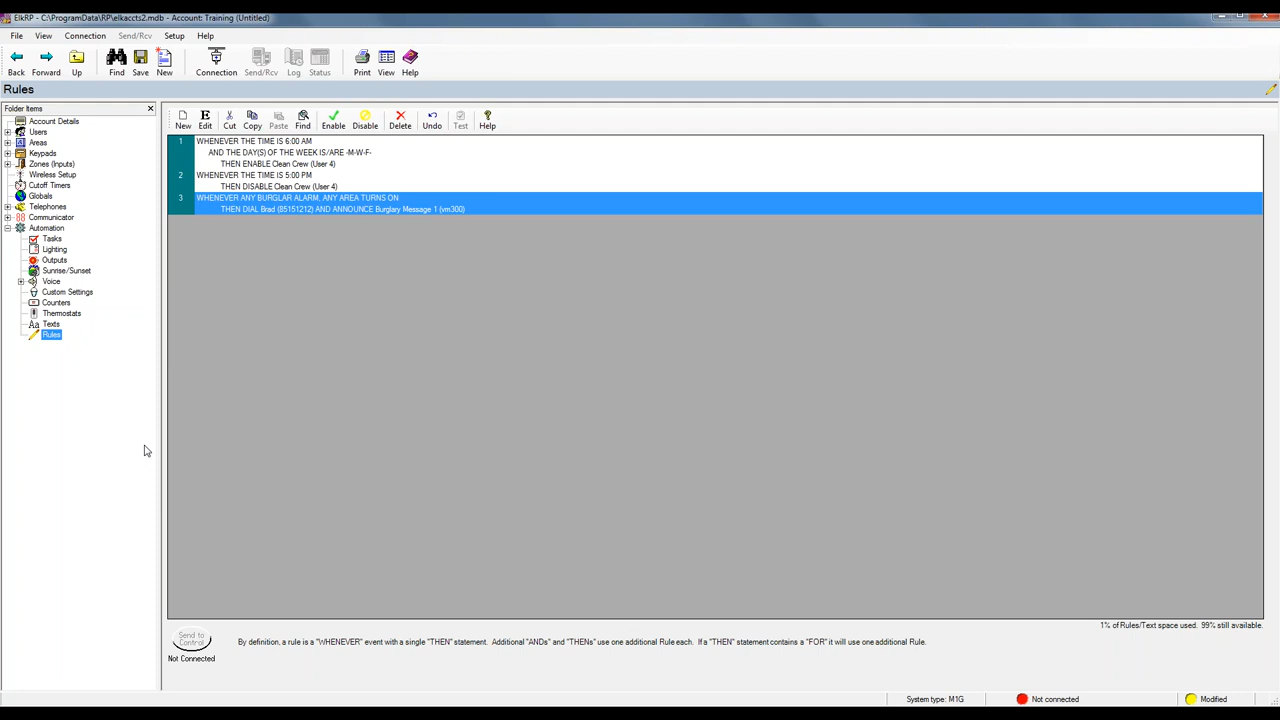 ElkRP - C:\ProgramData\RP\elkaccts2.mdb - Account: Training (Untitled)
File View Connection Send/Rcv Setup Help
Back Forward Up Find Save New Connection Send/Rcv Log Status Print View Help
Rules
Folder Items
Account Details
Users
Areas
Keypads
Zones (Inputs)
Wireless Setup
Cutoff Timers
Globals
Telephones
Communicator
Automation
Tasks
Lighting
Outputs
Sunrise/Sunset
Voice
Custom Settings
Counters
Thermostats
Texts
Rules
New Edit Cut Copy Paste Find Enable Disable Delete Undo Test Help
1 WHENEVER THE TIME IS 6:00 AM
AND THE DAY(S) OF THE WEEK IS/ARE -M-W-F-
THEN ENABLE Clean Crew (User 4)
2 WHENEVER THE TIME IS 5:00 PM
THEN DISABLE Clean Crew (User 4)
3 WHENEVER ANY BURGLAR ALARM, ANY AREA TURNS ON
THEN DIAL Brad (85151212) AND ANNOUNCE Burglary Message 1 (vm300)
1% of Rules/Text space used. 99% still available.
Send to
Control
Not Connected
By definition, a rule is a "WHENEVER" event with a single "THEN" statement. Additional "ANDs" and "THENs" use one additional Rule each. If a "THEN" statement contains a "FOR" it will use one additional Rule.
System type: M1G Not connected Modified